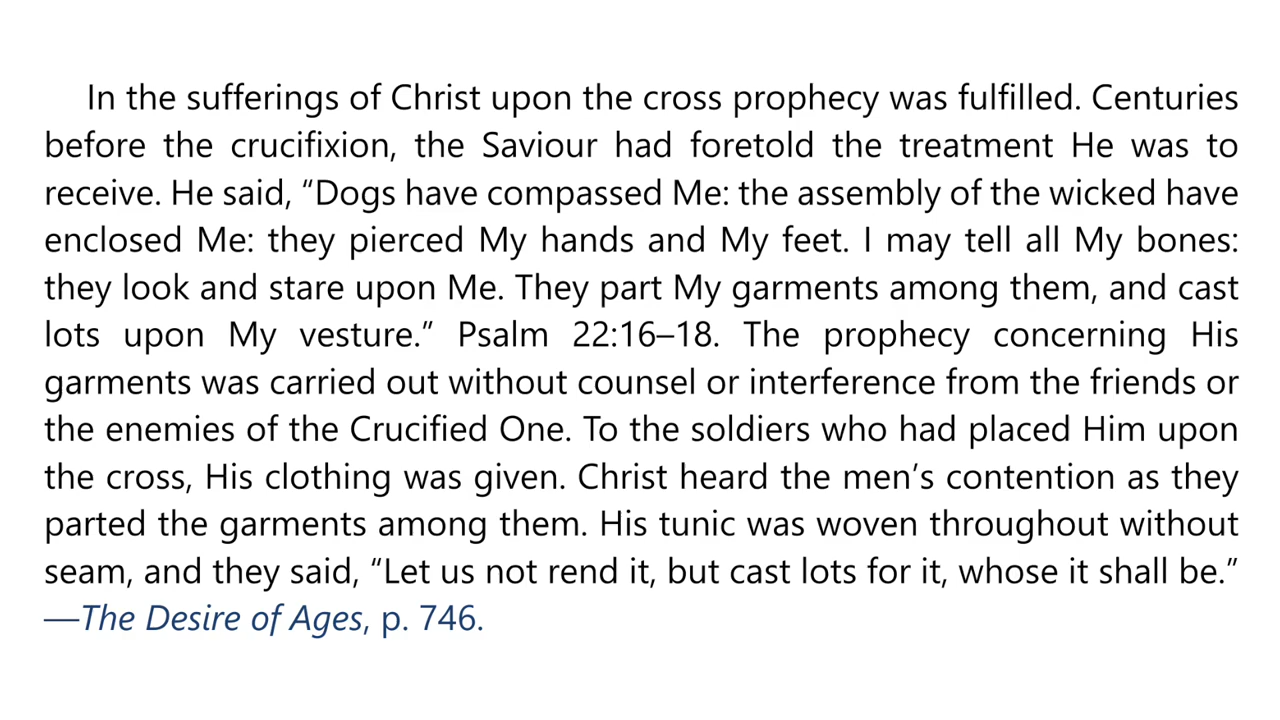 In the sufferings of Christ upon the cross prophecy was fulfilled. Centuries
before the crucifixion, the Saviour had foretold the treatment He was to
receive. He said, “Dogs have compassed Me: the assembly of the wicked have
enclosed Me: they pierced My hands and My feet. I may tell all My bones:
they look and stare upon Me. They part My garments among them, and cast
lots upon My vesture.” Psalm 22:16–18. The prophecy concerning His
garments was carried out without counsel or interference from the friends or
the enemies of the Crucified One. To the soldiers who had placed Him upon
the cross, His clothing was given. Christ heard the men’s contention as they
parted the garments among them. His tunic was woven throughout without
seam, and they said, “Let us not rend it, but cast lots for it, whose it shall be.”
—The Desire of Ages, p. 746.